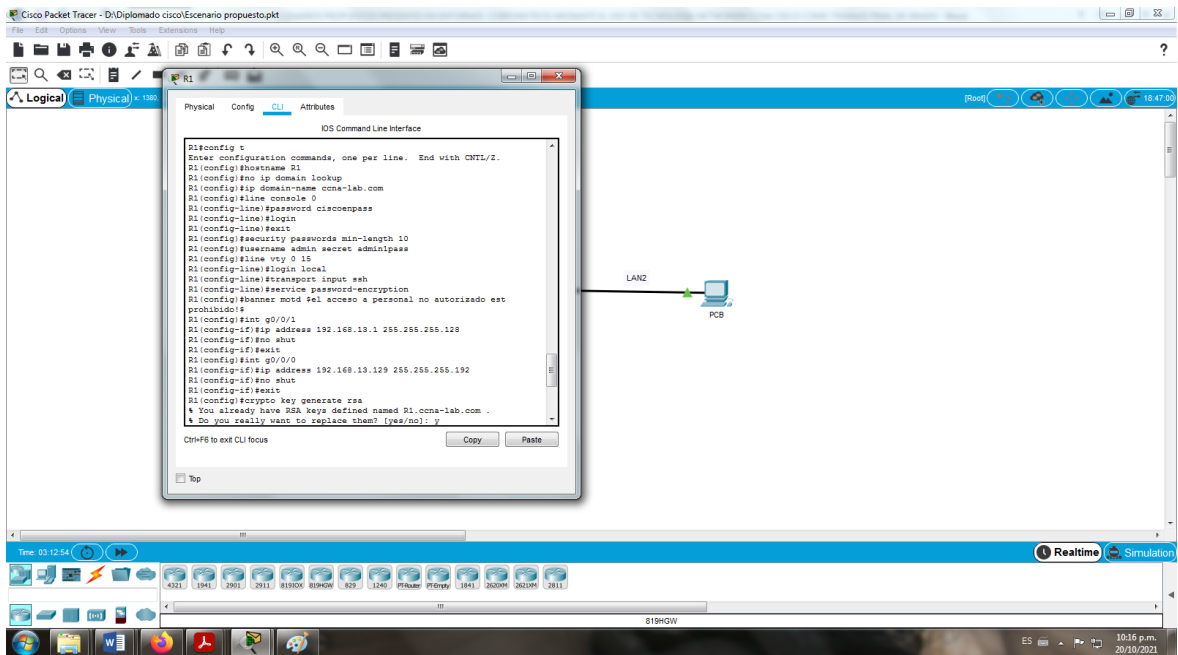 Cisco Packet Tracer - D:\Diplomado cisco\Escenario propuesto.pkt
File Edit Options View Tools Extensions Help
?
R1
Logical Physical x: 1380,
[Root] 18:47:00
Physical Config CLI Attributes
IOS Command Line Interface
R1#config t
Enter configuration commands, one per line. End with CNTL/Z.
R1(config)#hostname R1
R1(config)#no ip domain lookup
R1(config)#ip domain-name ccna-lab.com
R1(config)#line console 0
R1(config-line)#password ciscoenpass
R1(config-line)#login
R1(config-line)#exit
R1(config)#security passwords min-length 10
R1(config)#username admin secret admin1pass
R1(config)#line vty 0 15
R1(config-line)#login local
R1(config-line)#transport input ssh
R1(config-line)#service password-encryption
R1(config)#banner motd $el acceso a personal no autorizado est
prohibido!$
R1(config)#int g0/0/1
R1(config-if)#ip address 192.168.13.1 255.255.255.128
R1(config-if)#no shut
R1(config-if)#exit
R1(config)#int g0/0/0
R1(config-if)#ip address 192.168.13.129 255.255.255.192
R1(config-if)#no shut
R1(config-if)#exit
R1(config)#crypto key generate rsa
% You already have RSA keys defined named R1.ccna-lab.com .
% Do you really want to replace them? [yes/no]: y
Ctrl+F6 to exit CLI focus Copy Paste
Top
LAN2
PCB
Time: 03:12:54 Realtime Simulation
4321 1941 2901 2911 819IOX 819HGW 829 1240 PT-Router PT-Empty 1841 2620XM 2621XM 2811
819HGW
ES 10:16 p.m.
20/10/2021